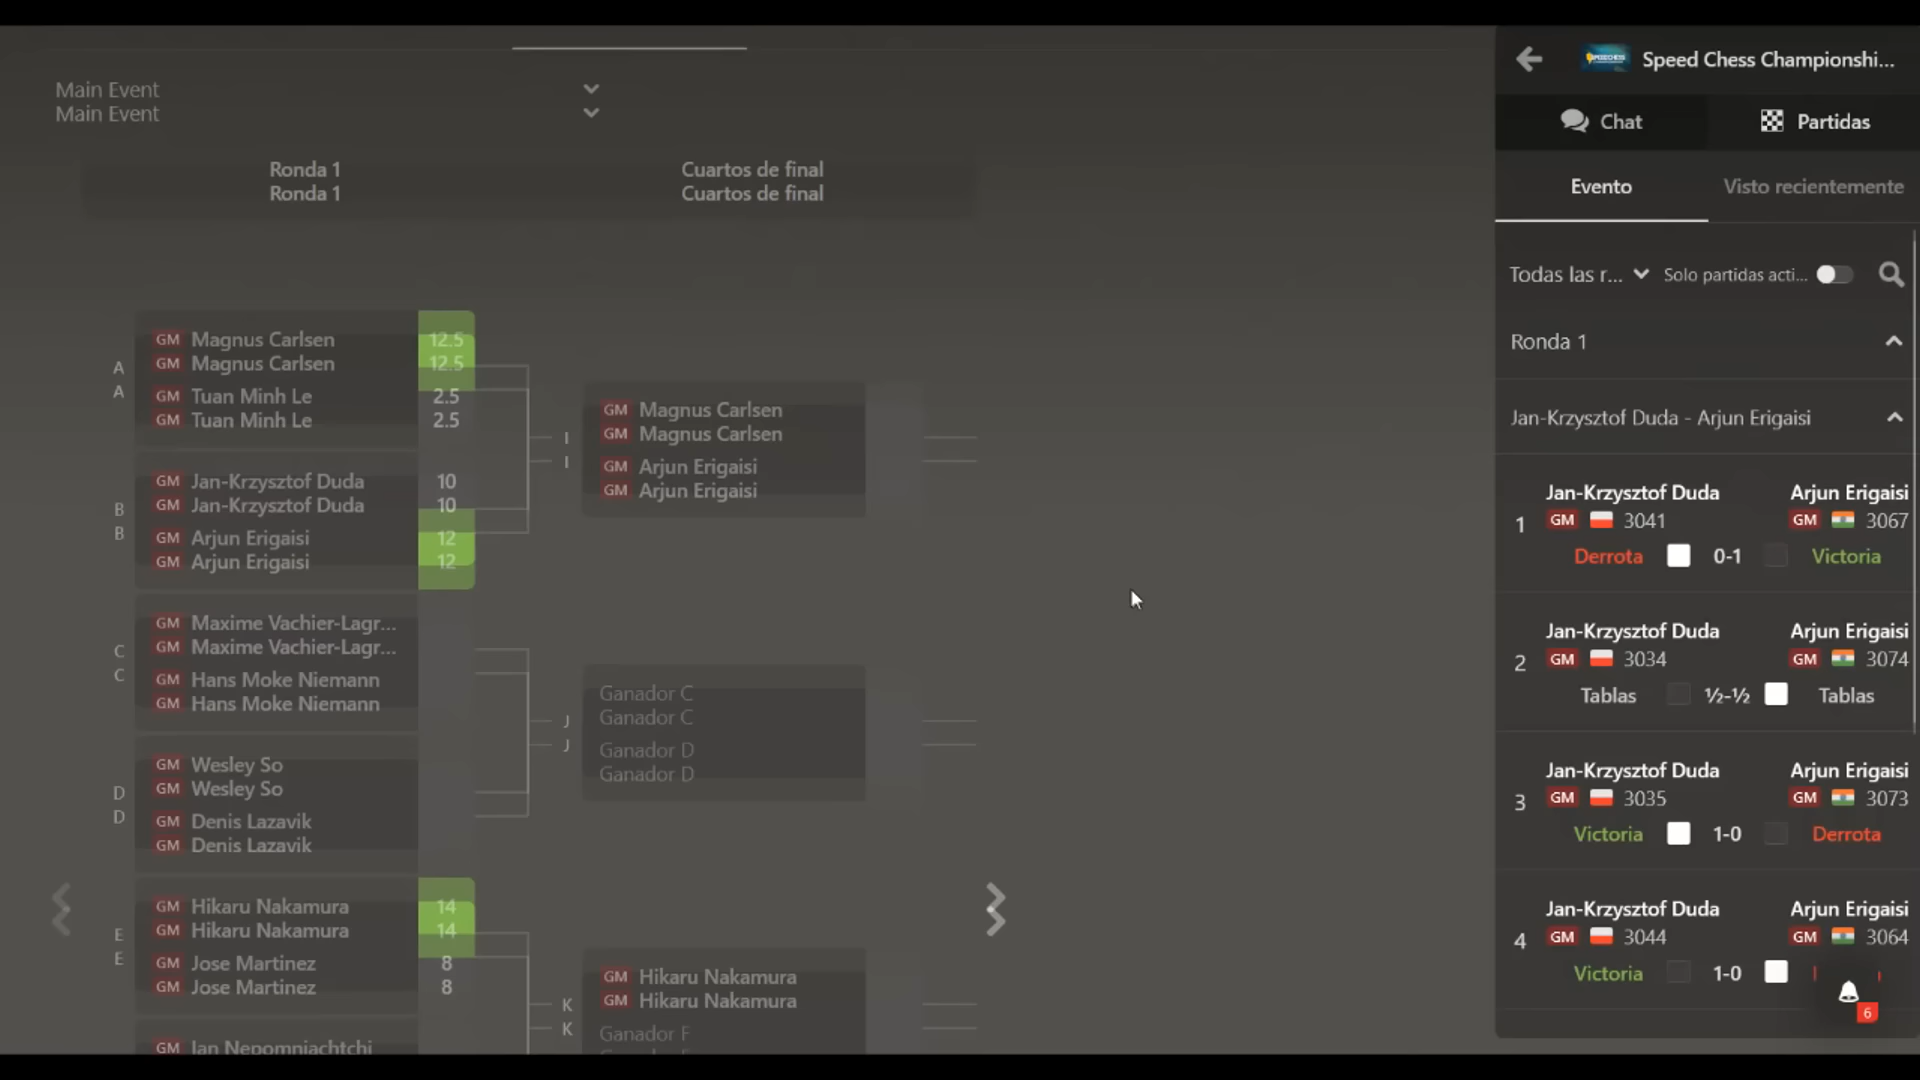 Main Event
Main Event
Ronda 1
Ronda 1
Cuartos de final
Cuartos de final
A
A
GM Magnus Carlsen 12.5
GM Magnus Carlsen 12.5
GM Tuan Minh Le 2.5
GM Tuan Minh Le 2.5
B
B
GM Jan-Krzysztof Duda 10
GM Jan-Krzysztof Duda 10
GM Arjun Erigaisi 12
GM Arjun Erigaisi 12
C
C
GM Maxime Vachier-Lagr...
GM Maxime Vachier-Lagr...
GM Hans Moke Niemann
GM Hans Moke Niemann
D
D
GM Wesley So
GM Wesley So
GM Denis Lazavik
GM Denis Lazavik
E
E
GM Hikaru Nakamura 14
GM Hikaru Nakamura 14
GM Jose Martinez 8
GM Jose Martinez 8
GM Ian Nepomniachtchi
I
I
GM Magnus Carlsen
GM Magnus Carlsen
GM Arjun Erigaisi
GM Arjun Erigaisi
J
J
Ganador C
Ganador C
Ganador D
Ganador D
K
K
GM Hikaru Nakamura
GM Hikaru Nakamura
Ganador F
Speed Chess Championshi...
Chat
Partidas
Evento
Visto recientemente
Todas las r...
Solo partidas acti...
Ronda 1
Jan-Krzysztof Duda - Arjun Erigaisi
1
Jan-Krzysztof Duda Arjun Erigaisi
GM 3041 GM 3067
Derrota 0-1 Victoria
2
Jan-Krzysztof Duda Arjun Erigaisi
GM 3034 GM 3074
Tablas ½-½ Tablas
3
Jan-Krzysztof Duda Arjun Erigaisi
GM 3035 GM 3073
Victoria 1-0 Derrota
4
Jan-Krzysztof Duda Arjun Erigaisi
GM 3044 GM 3064
Victoria 1-0
6